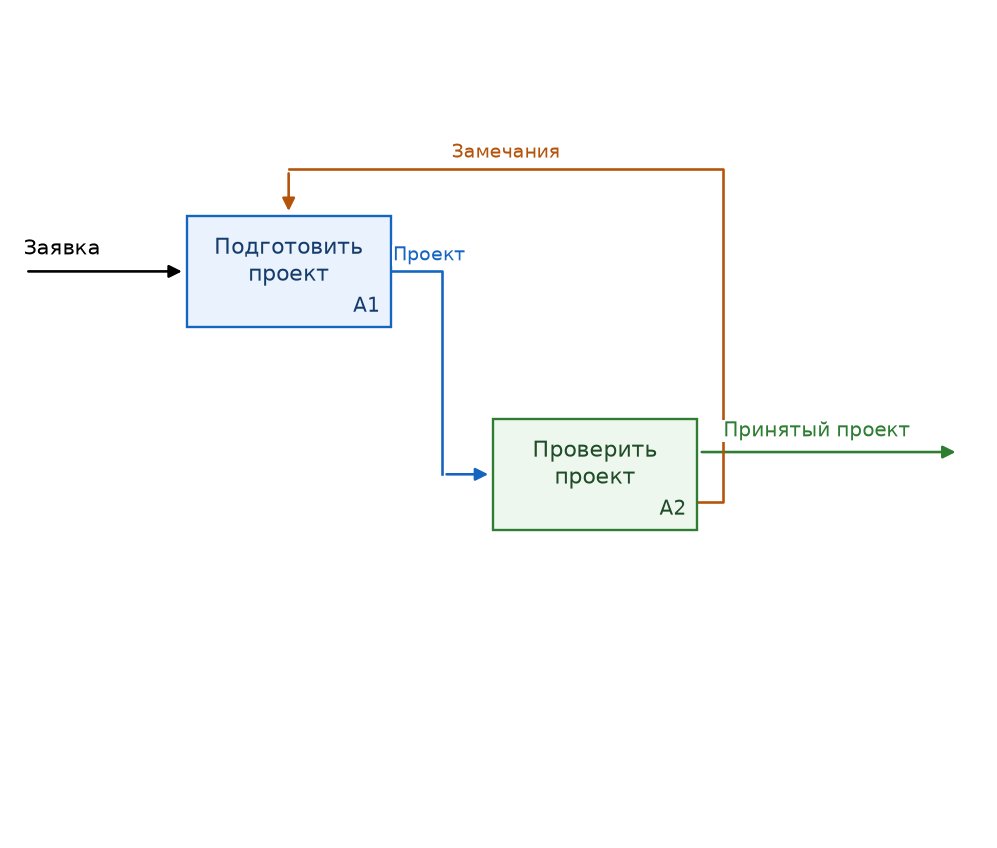 Замечания
Заявка
Подготовить
проект
A1
Проект
Проверить
проект
A2
Принятый проект